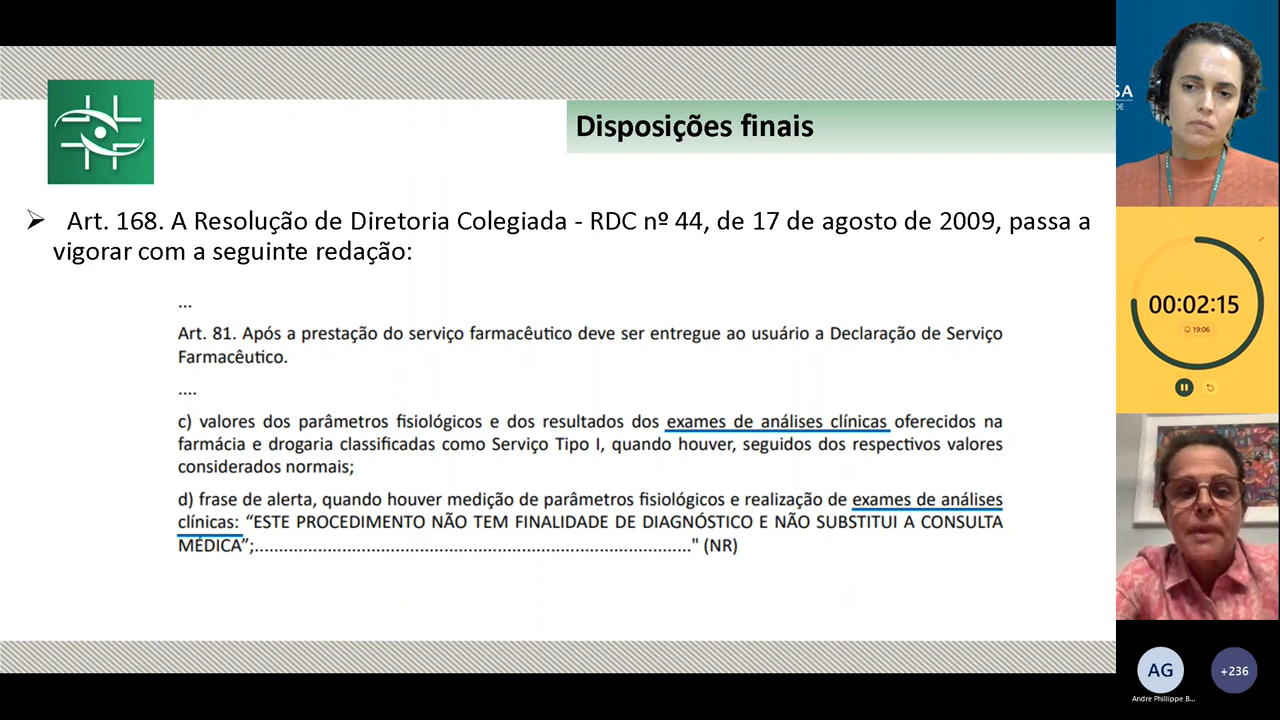 Disposições finais
Art. 168. A Resolução de Diretoria Colegiada - RDC nº 44, de 17 de agosto de 2009, passa a
vigorar com a seguinte redação:
...
Art. 81. Após a prestação do serviço farmacêutico deve ser entregue ao usuário a Declaração de Serviço
Farmacêutico.
....
c) valores dos parâmetros fisiológicos e dos resultados dos exames de análises clínicas oferecidos na
farmácia e drogaria classificadas como Serviço Tipo I, quando houver, seguidos dos respectivos valores
considerados normais;
d) frase de alerta, quando houver medição de parâmetros fisiológicos e realização de exames de análises
clínicas: “ESTE PROCEDIMENTO NÃO TEM FINALIDADE DE DIAGNÓSTICO E NÃO SUBSTITUI A CONSULTA
MÉDICA”;......................................................................................." (NR)
SA
DE
00:02:15
19:06
AG
+236
Andre Phillippe B...